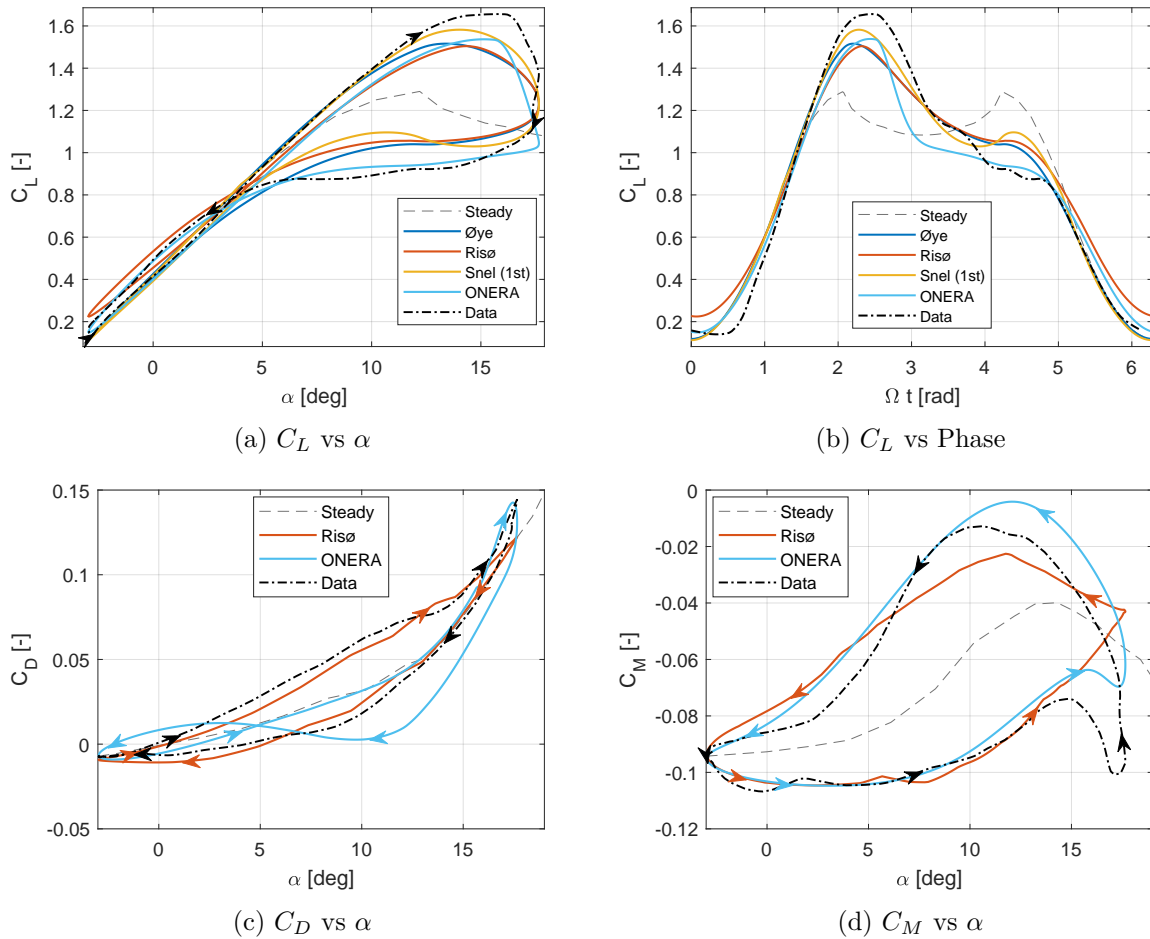 1.6
1.4
1.2
1
0.8
0.6
0.4
0.2
C_L [-]
0 5 10 15
α [deg]
Steady
Øye
Risø
Snel (1st)
ONERA
Data
(a) C_L vs α
1.6
1.4
1.2
1
0.8
0.6
0.4
0.2
C_L [-]
0 1 2 3 4 5 6
Ω t [rad]
Steady
Øye
Risø
Snel (1st)
ONERA
Data
(b) C_L vs Phase
0.15
0.1
0.05
0
-0.05
C_D [-]
0 5 10 15
α [deg]
Steady
Risø
ONERA
Data
(c) C_D vs α
0
-0.02
-0.04
-0.06
-0.08
-0.1
-0.12
C_M [-]
0 5 10 15
α [deg]
Steady
Risø
ONERA
Data
(d) C_M vs α